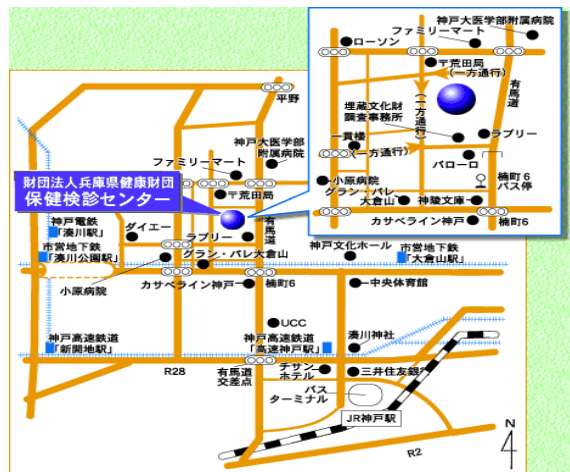 神戸大医学部附属病院
ファミリーマート
ローソン
〒荒田局
(一方通行)
有馬道
(一方通行)
埋蔵文化財
調査事務所
一貫楼
ラブリー
(一方通行)
バローロ
楠町6
バス停
小原病院
グラン・パレ
大倉山
神陵文庫
カサベライン神戸
楠町6
平野
神戸大医学部
附属病院
ファミリーマート
〒荒田局
財団法人兵庫県健康財団
保健検診センター
神戸電鉄
「湊川駅」
ダイエー
ラブリー
有馬道
市営地下鉄
「湊川公園駅」
グラン・パレ大倉山
神戸文化ホール
市営地下鉄
「大倉山駅」
小原病院
カサベライン神戸
楠町6
中央体育館
UCC
神戸高速鉄道
「新開地駅」
神戸高速鉄道
「高速神戸駅」
湊川神社
R28
有馬道
交差点
チサン
ホテル
三井住友銀
バス
ターミナル
JR神戸駅
R2
N